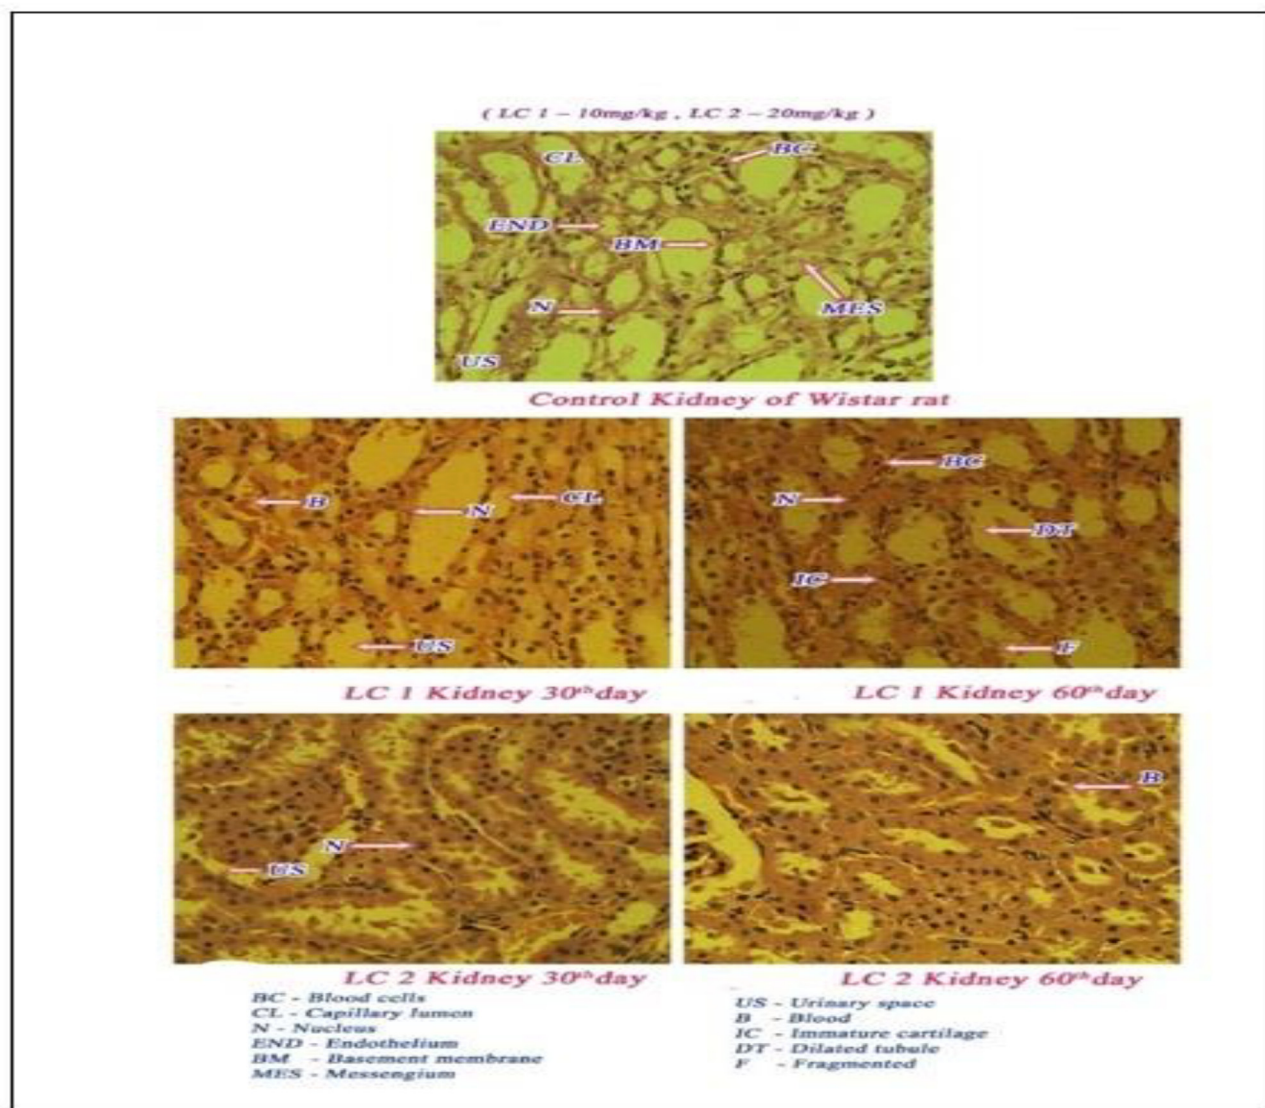 ( LC 1 – 10mg/kg , LC 2 – 20mg/kg )
CL
BC
END
BM
N
MES
US
Control Kidney of Wistar rat
B
N
CL
US
BC
N
DT
IC
F
LC 1 Kidney 30th day
LC 1 Kidney 60th day
N
US
B
LC 2 Kidney 30th day
LC 2 Kidney 60th day
BC - Blood cells
CL - Capillary lumen
N - Nucleus
END - Endothelium
BM - Basement membrane
MES - Messengium
US - Urinary space
B - Blood
IC - Immature cartilage
DT - Dilated tubule
F - Fragmented